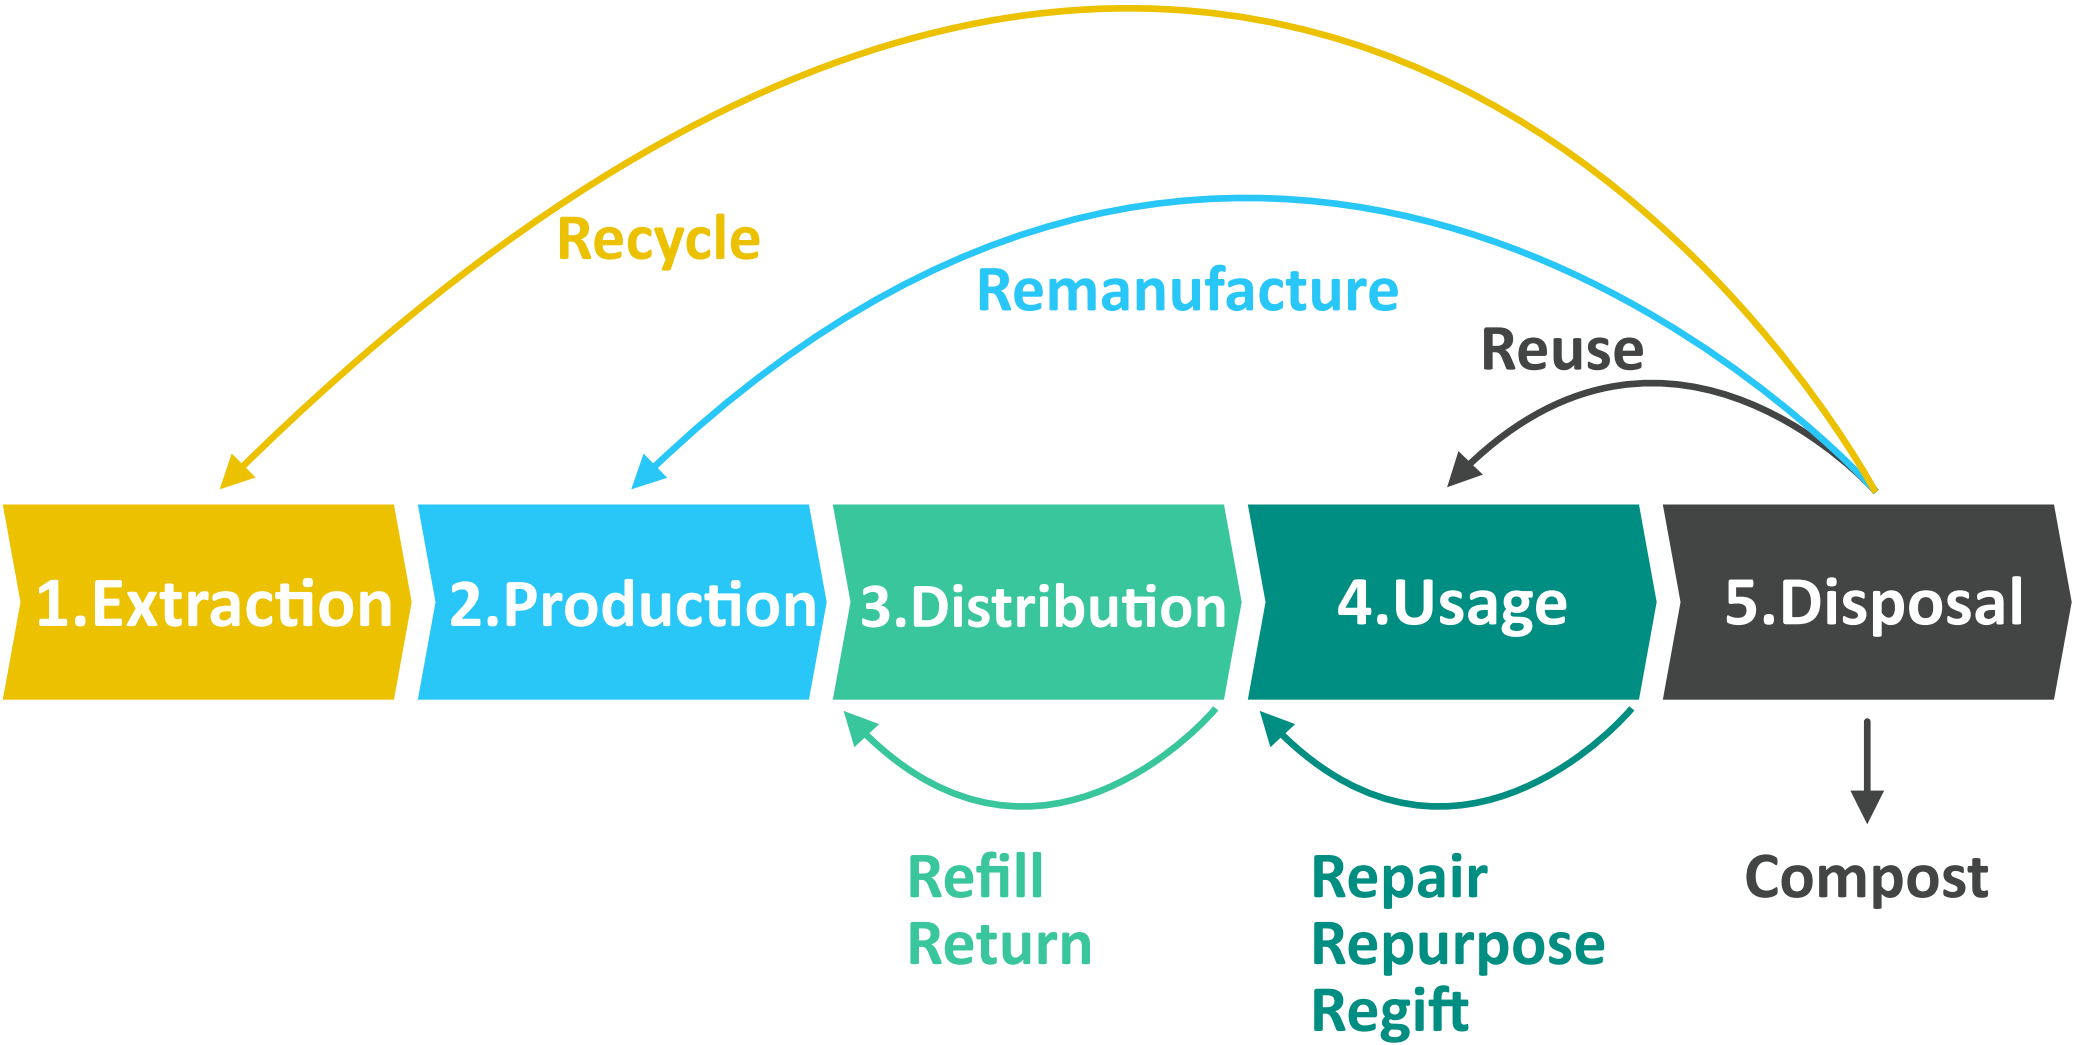 Recycle
Remanufacture
Reuse
1.Extraction
2.Production
3.Distribution
4.Usage
5.Disposal
Refill
Return
Repair
Repurpose
Regift
Compost